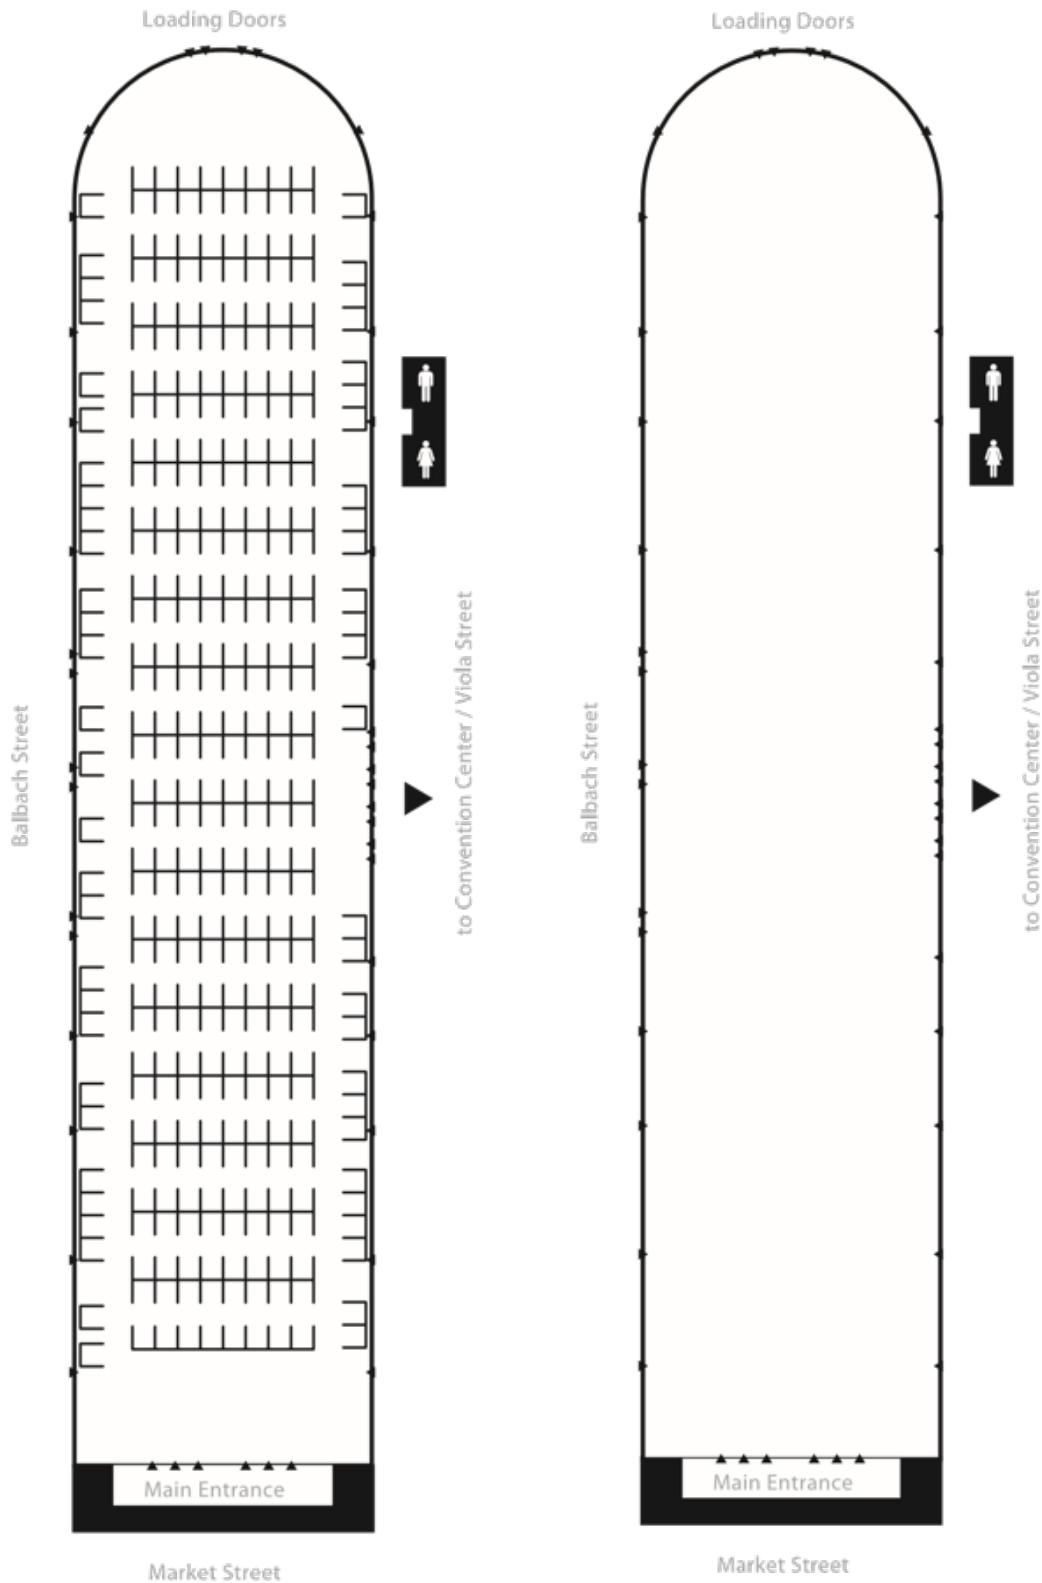 Loading Doors
Balbach Street
to Convention Center / Viola Street
Main Entrance
Market Street
Loading Doors
Balbach Street
to Convention Center / Viola Street
Main Entrance
Market Street